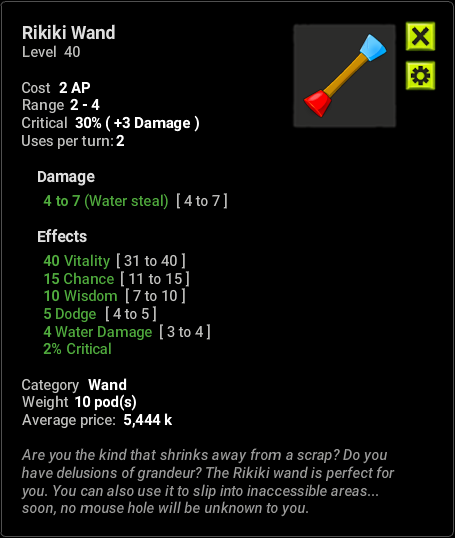 Rikiki Wand
Level 40
Cost 2 AP
Range 2 - 4
Critical 30% ( +3 Damage )
Uses per turn: 2
Damage
4 to 7 (Water steal) [ 4 to 7 ]
Effects
40 Vitality [ 31 to 40 ]
15 Chance [ 11 to 15 ]
10 Wisdom [ 7 to 10 ]
5 Dodge [ 4 to 5 ]
4 Water Damage [ 3 to 4 ]
2% Critical
Category Wand
Weight 10 pod(s)
Average price: 5,444 k
Are you the kind that shrinks away from a scrap? Do you
have delusions of grandeur? The Rikiki wand is perfect for
you. You can also use it to slip into inaccessible areas...
soon, no mouse hole will be unknown to you.